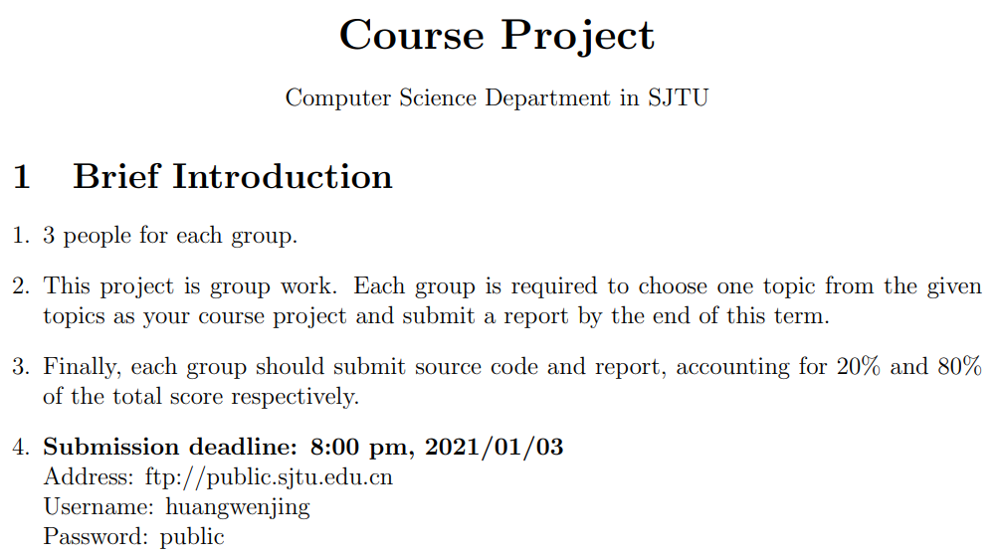 Course Project
Computer Science Department in SJTU
1 Brief Introduction
1. 3 people for each group.
2. This project is group work. Each group is required to choose one topic from the given
topics as your course project and submit a report by the end of this term.
3. Finally, each group should submit source code and report, accounting for 20% and 80%
of the total score respectively.
4. Submission deadline: 8:00 pm, 2021/01/03
Address: ftp://public.sjtu.edu.cn
Username: huangwenjing
Password: public